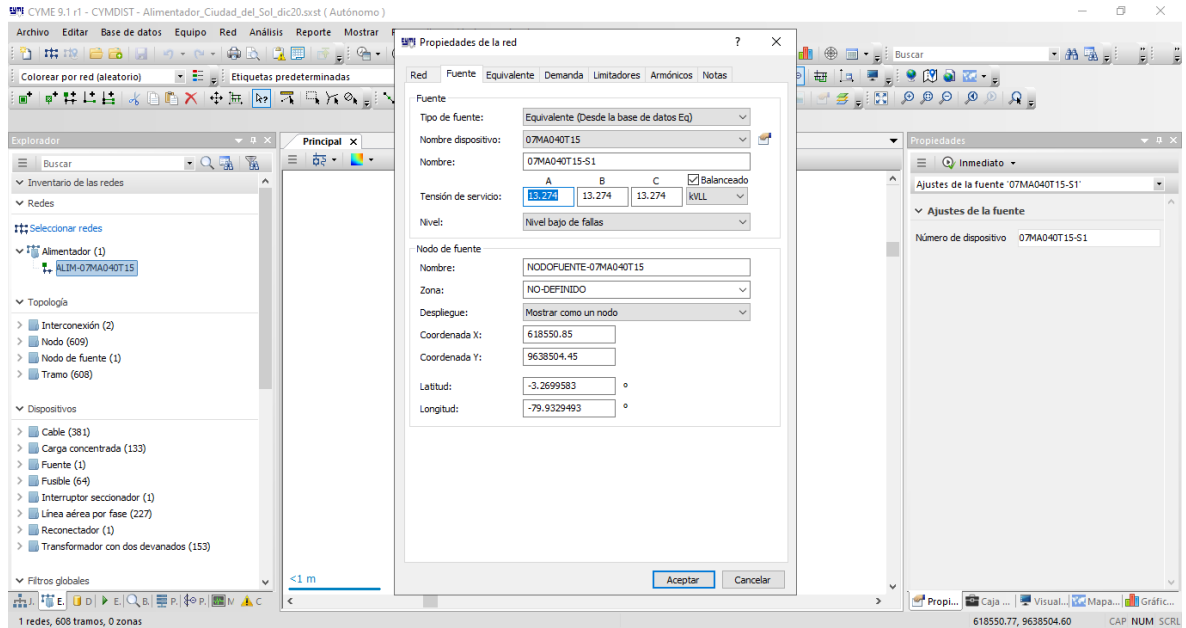 CYME 9.1 r1 - CYMDIST - Alimentador_Ciudad_del_Sol_dic20.sxst ( Autónomo )
Archivo Editar Base de datos Equipo Red Análisis Reporte Mostrar
Buscar
Colorear por red (aleatorio) Etiquetas predeterminadas
Explorador
Buscar
Inventario de las redes
Redes
Seleccionar redes
Alimentador (1)
ALIM-07MA040T15
Topología
Interconexión (2)
Nodo (609)
Nodo de fuente (1)
Tramo (608)
Dispositivos
Cable (381)
Carga concentrada (133)
Fuente (1)
Fusible (64)
Interruptor seccionador (1)
Línea aérea por fase (227)
Reconectador (1)
Transformador con dos devanados (153)
Filtros globales
J. E. D E. B. P. P. M C
1 redes, 608 tramos, 0 zonas
Principal X
<1 m
Propiedades de la red
? X
Red Fuente Equivalente Demanda Limitadores Armónicos Notas
Fuente
Tipo de fuente: Equivalente (Desde la base de datos Eq)
Nombre dispositivo: 07MA040T15
Nombre: 07MA040T15-S1
A B C Balanceado
Tensión de servicio: 13.274 13.274 13.274 kVLL
Nivel: Nivel bajo de fallas
Nodo de fuente
Nombre: NODOFUENTE-07MA040T15
Zona: NO-DEFINIDO
Despliegue: Mostrar como un nodo
Coordenada X: 618550.85
Coordenada Y: 9638504.45
Latitud: -3.2699583 º
Longitud: -79.9329493 º
Aceptar Cancelar
Propiedades
Inmediato
Ajustes de la fuente '07MA040T15-S1'
Ajustes de la fuente
Número de dispositivo 07MA040T15-S1
Propi... Caja ... Visual... Mapa... Gráfic...
618550.77, 9638504.60 CAP NUM SCRL